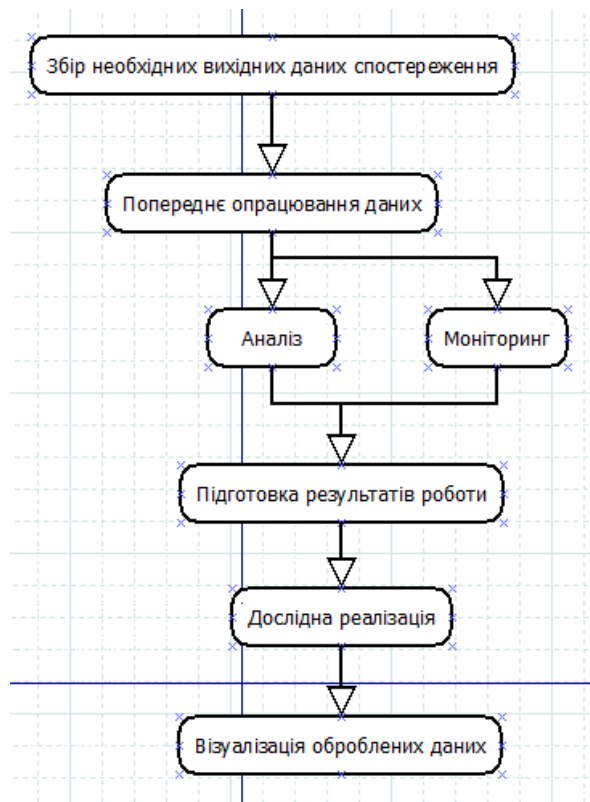 Збір необхідних вихідних даних спостереження
Попереднє опрацювання даних
Аналіз
Моніторинг
Підготовка результатів роботи
Дослідна реалізація
Візуалізація оброблених даних